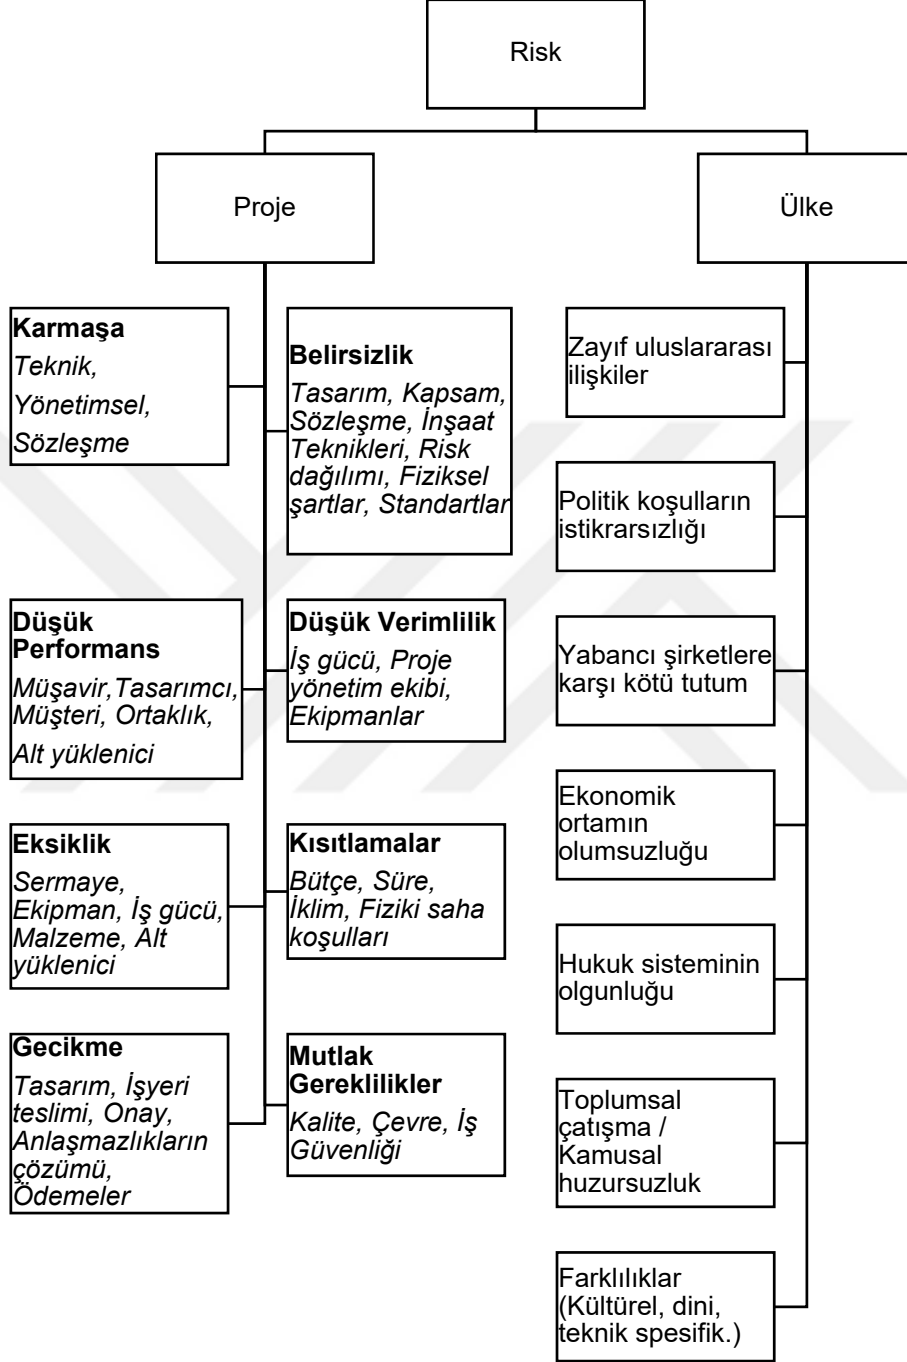 Risk
Proje
Ülke
Karmaşa
Teknik,
Yönetimsel,
Sözleşme
Belirsizlik
Tasarım, Kapsam,
Sözleşme, İnşaat
Teknikleri, Risk
dağılımı, Fiziksel
şartlar, Standartlar
Düşük
Performans
Müşavir,Tasarımcı,
Müşteri, Ortaklık,
Alt yüklenici
Düşük Verimlilik
İş gücü, Proje
yönetim ekibi,
Ekipmanlar
Eksiklik
Sermaye,
Ekipman, İş gücü,
Malzeme, Alt
yüklenici
Kısıtlamalar
Bütçe, Süre,
İklim, Fiziki saha
koşulları
Gecikme
Tasarım, İşyeri
teslimi, Onay,
Anlaşmazlıkların
çözümü,
Ödemeler
Mutlak
Gereklilikler
Kalite, Çevre, İş
Güvenliği
Zayıf uluslararası
ilişkiler
Politik koşulların
istikrarsızlığı
Yabancı şirketlere
karşı kötü tutum
Ekonomik
ortamın
olumsuzluğu
Hukuk sisteminin
olgunluğu
Toplumsal
çatışma /
Kamusal
huzursuzluk
Farklılıklar
(Kültürel, dini,
teknik spesifik.)